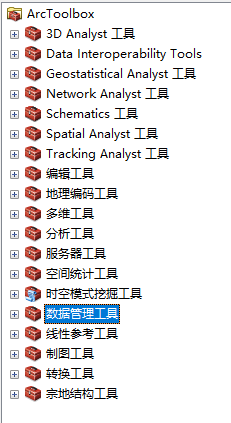 ArcToolbox
3D Analyst 工具
Data Interoperability Tools
Geostatistical Analyst 工具
Network Analyst 工具
Schematics 工具
Spatial Analyst 工具
Tracking Analyst 工具
编辑工具
地理编码工具
多维工具
分析工具
服务器工具
空间统计工具
时空模式挖掘工具
数据管理工具
线性参考工具
制图工具
转换工具
宗地结构工具